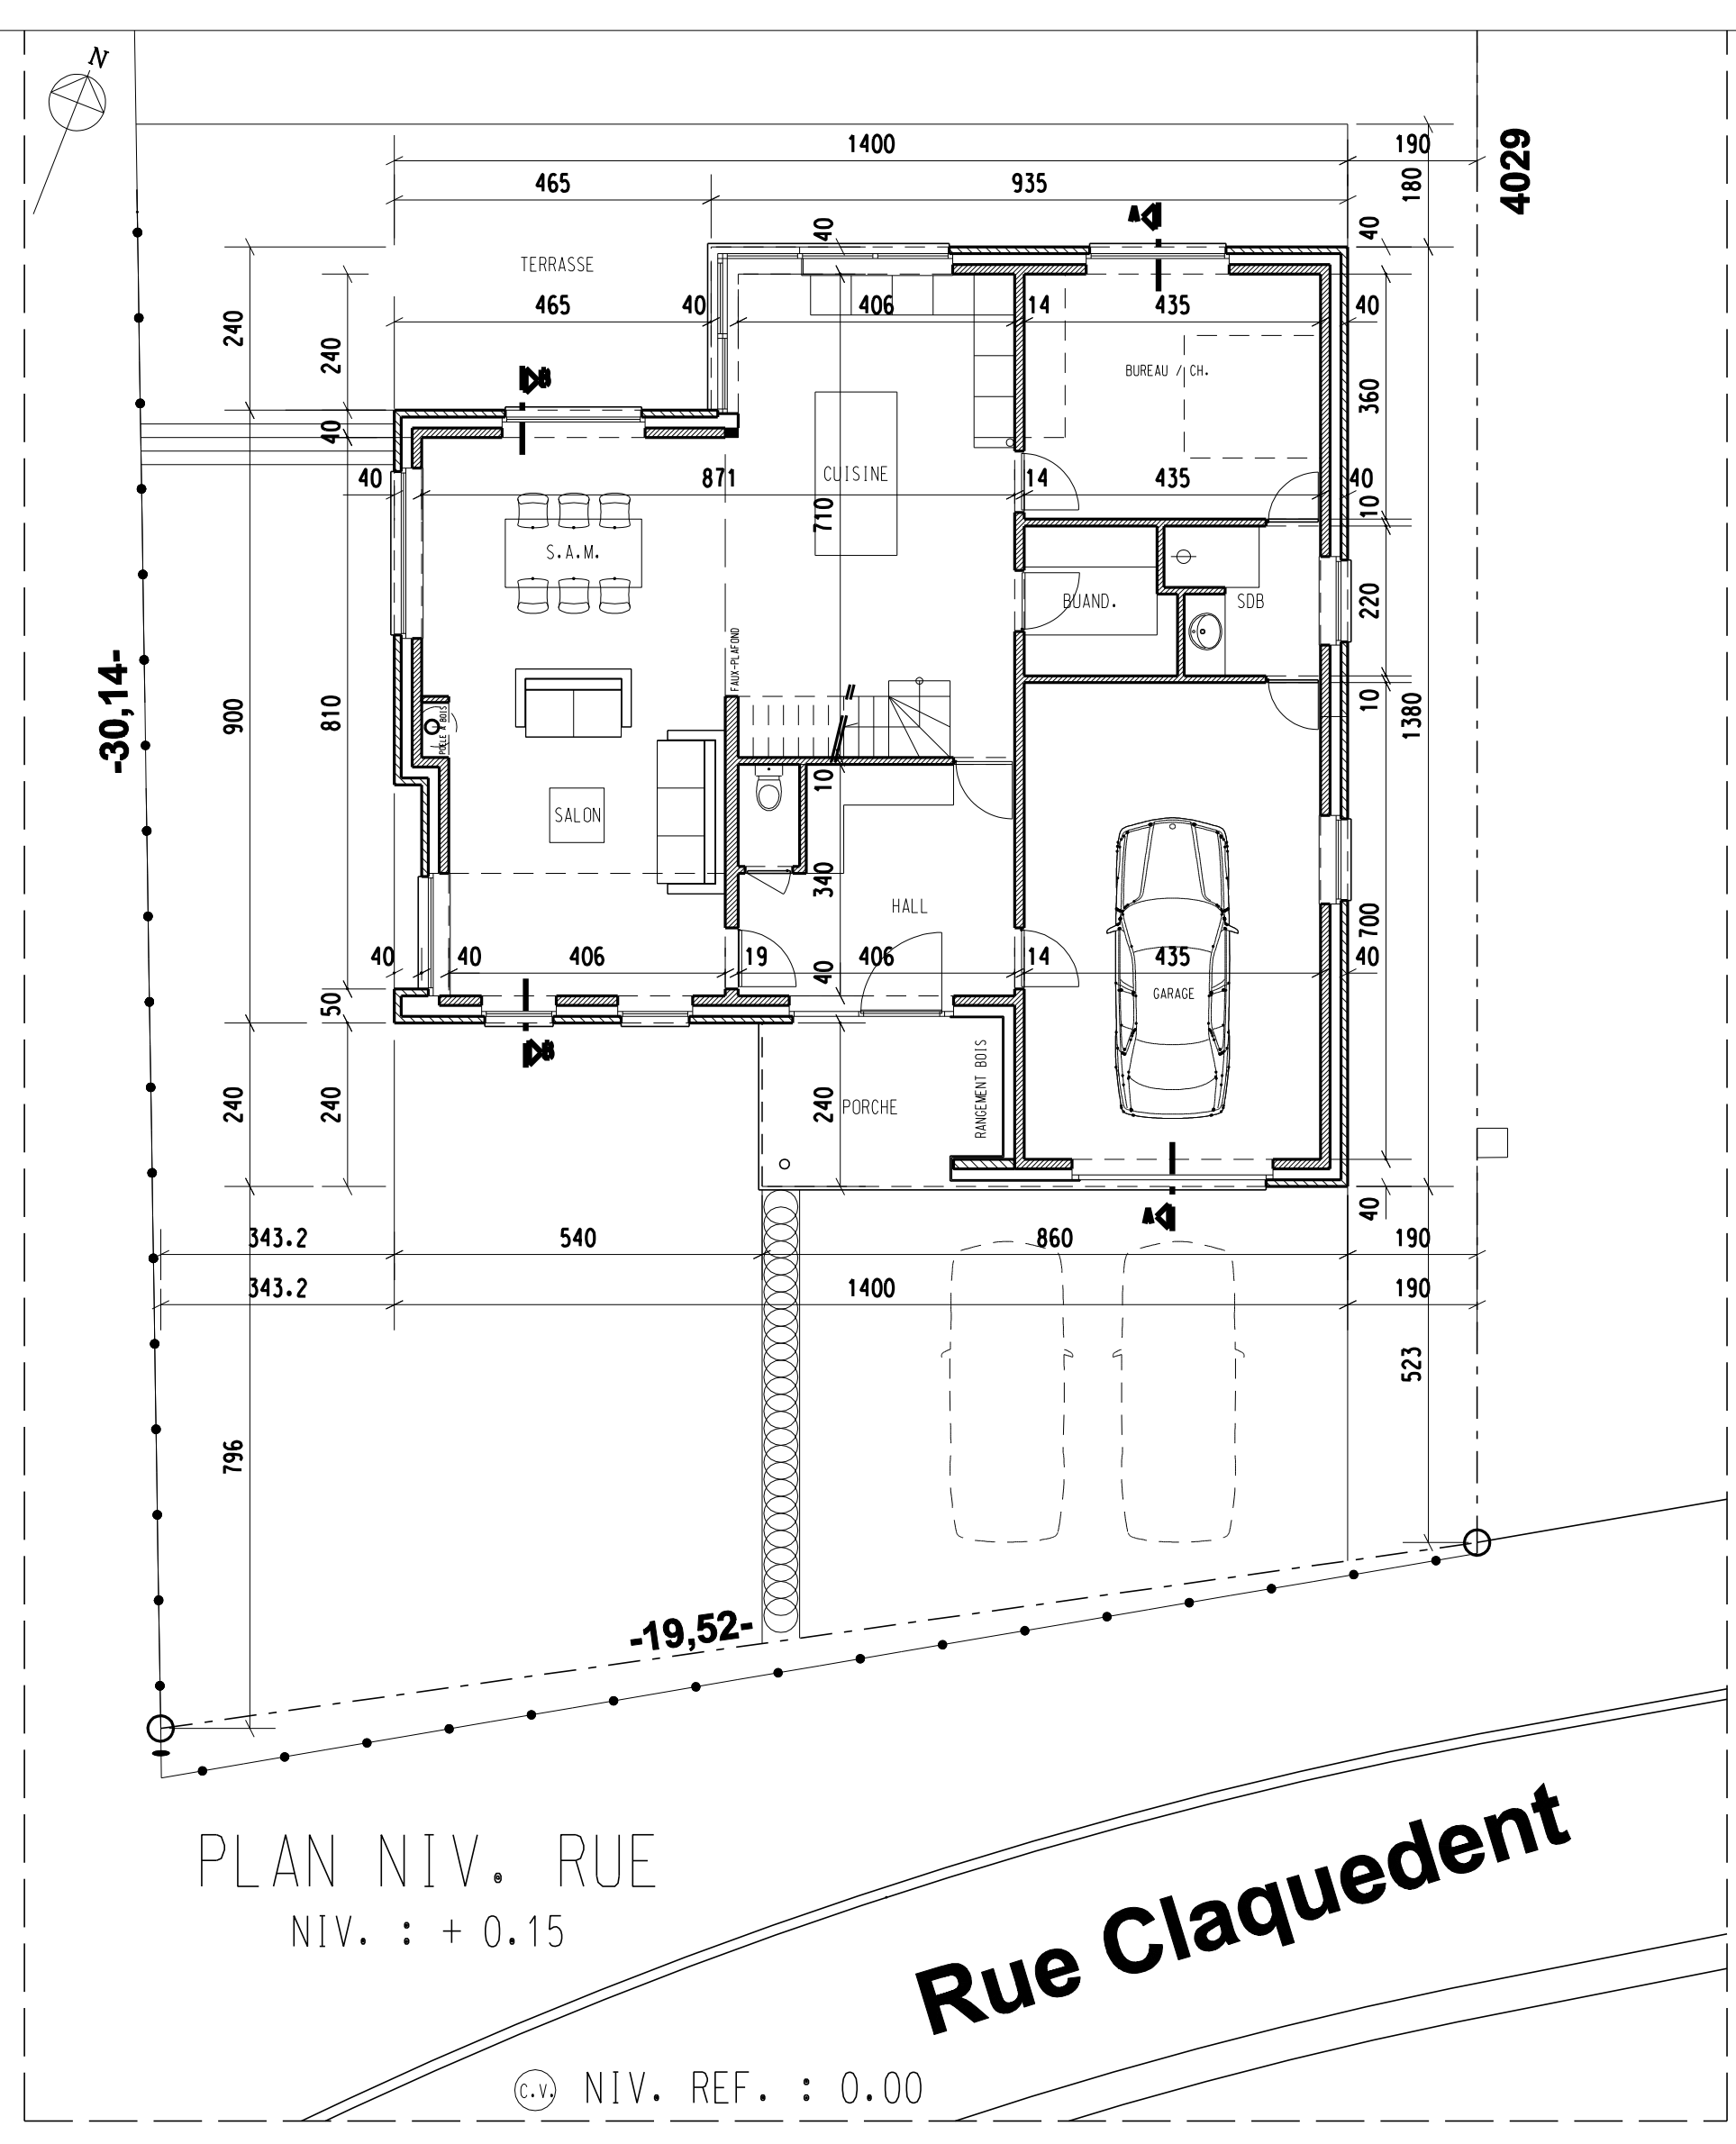 N
1400
190
4029
465
935
180
A
40
40
TERRASSE
465
40
406
14
435
40
240
240
B
BUREAU / CH.
360
40
40
871
CUISINE
14
435
40
710
10
S.A.M.
BUAND.
SDB
220
FAUX-PLAFOND
-30,14-
900
810
POELE A BOIS
10
1380
10
SALON
340
HALL
700
40
40
406
19
40
406
14
435
40
GARAGE
50
B
RANGEMENT BOIS
240
240
240
PORCHE
A
40
343.2
540
860
190
343.2
1400
190
523
796
-19,52-
PLAN NIV. RUE
NIV. : + 0.15
Rue Claquedent
C.V. NIV. REF. : 0.00